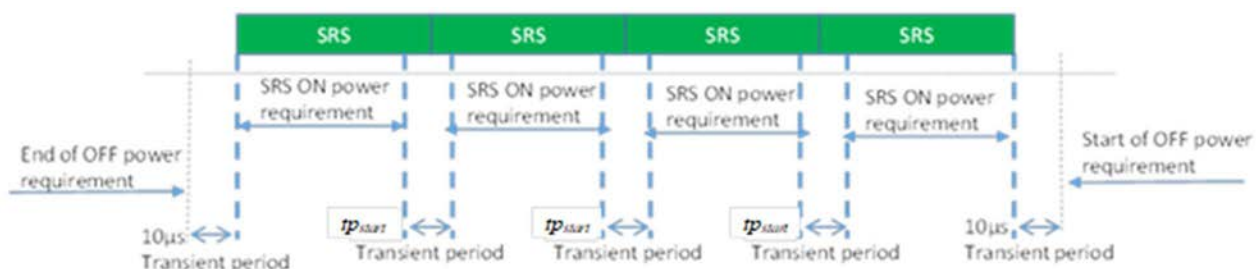 SRS SRS SRS SRS
SRS ON power
requirement
SRS ON power
requirement
SRS ON power
requirement
SRS ON power
requirement
End of OFF power
requirement
Start of OFF power
requirement
10µs
Transient period
tpstart
Transient period
tpstart
Transient period
tpstart
Transient period
10µs
Transient period